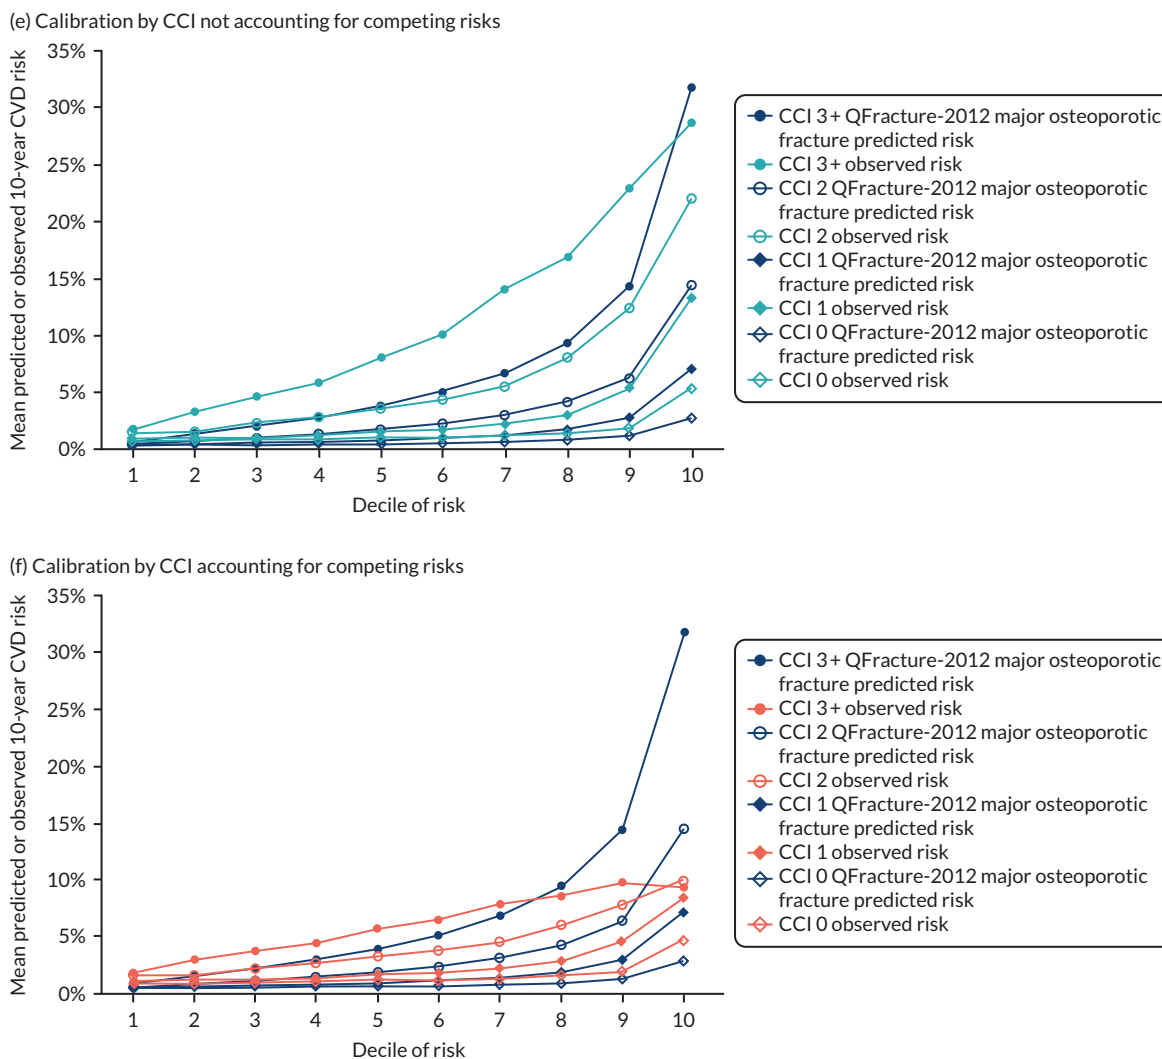 (e) Calibration by CCI not accounting for competing risks
Mean predicted or observed 10-year CVD risk
35%
30%
25%
20%
15%
10%
5%
0%
1 2 3 4 5 6 7 8 9 10
Decile of risk
CCI 3+ QFracture-2012 major osteoporotic
fracture predicted risk
CCI 3+ observed risk
CCI 2 QFracture-2012 major osteoporotic
fracture predicted risk
CCI 2 observed risk
CCI 1 QFracture-2012 major osteoporotic
fracture predicted risk
CCI 1 observed risk
CCI 0 QFracture-2012 major osteoporotic
fracture predicted risk
CCI 0 observed risk
(f) Calibration by CCI accounting for competing risks
Mean predicted or observed 10-year CVD risk
35%
30%
25%
20%
15%
10%
5%
0%
1 2 3 4 5 6 7 8 9 10
Decile of risk
CCI 3+ QFracture-2012 major osteoporotic
fracture predicted risk
CCI 3+ observed risk
CCI 2 QFracture-2012 major osteoporotic
fracture predicted risk
CCI 2 observed risk
CCI 1 QFracture-2012 major osteoporotic
fracture predicted risk
CCI 1 observed risk
CCI 0 QFracture-2012 major osteoporotic
fracture predicted risk
CCI 0 observed risk